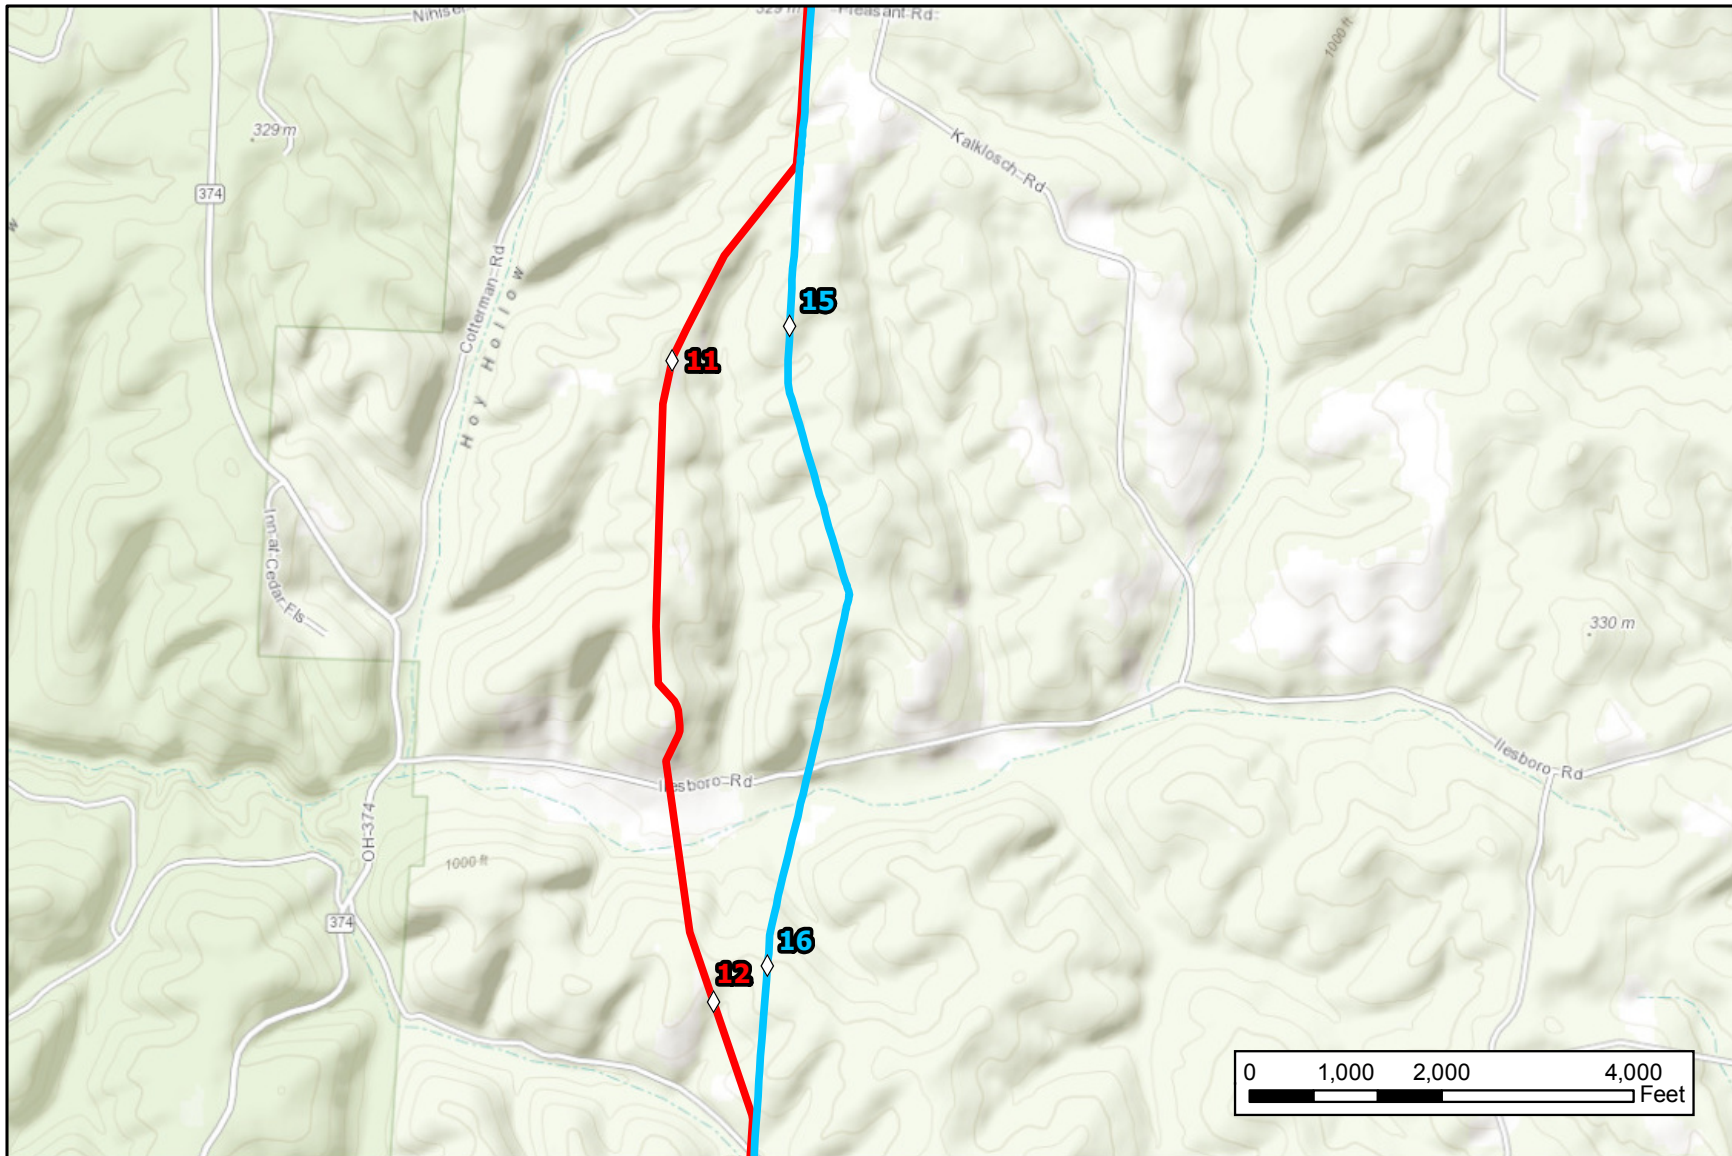 Nihiser
329 m
Pleasant Rd
1000 ft
329 m
Kalklosch Rd
374
Cotterman Rd
Hoy Hollow
15
11
Inn at Cedar Fls
330 m
Ilesboro Rd
Ilesboro Rd
OH-374
1000 ft
374
16
12
0 1,000 2,000 4,000
Feet